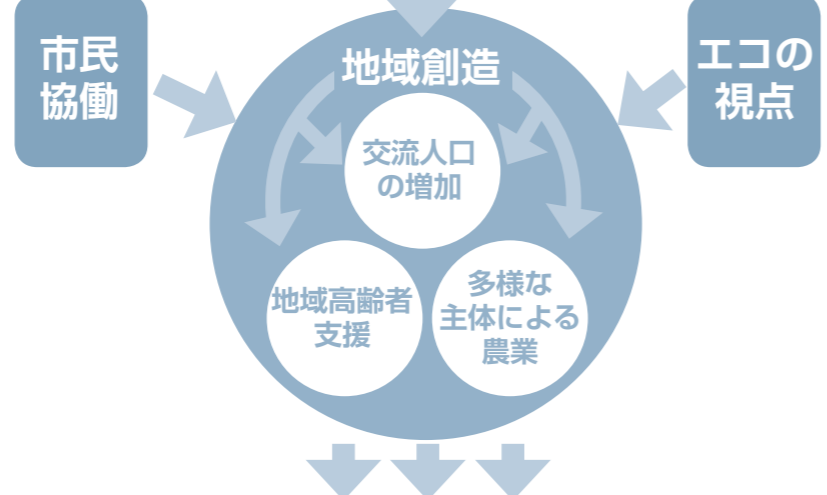 市民
協働
地域創造
エコの
視点
交流人口
の増加
地域高齢者
支援
多様な
主体による
農業